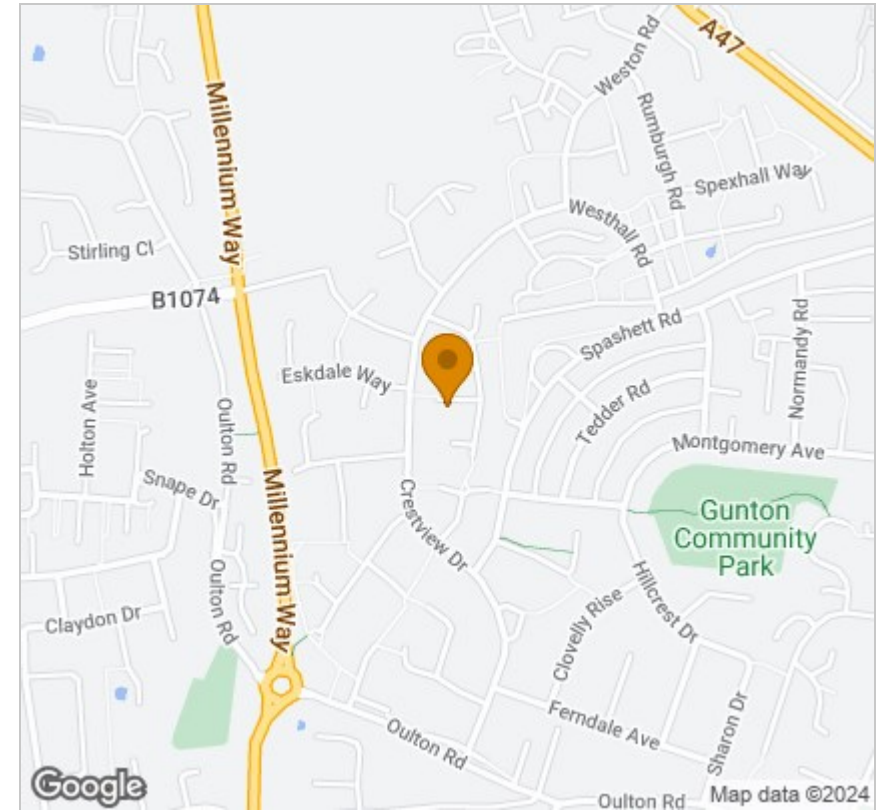 A47
Weston Rd
Millennium Way
Rumburgh Rd
Spexhall Way
Westhall Rd
Stirling Cl
B1074
Spashett Rd
Normandy Rd
Eskdale Way
Tedder Rd
Holton Ave
Oulton Rd
Montgomery Ave
Snape Dr
Millennium Way
Crestview Dr
Gunton
Community
Park
Oulton Rd
Hillcrest Dr
Clovelly Rise
Claydon Dr
Ferndale Ave
Sharon Dr
Oulton Rd
Oulton Rd
Google
Map data ©2024